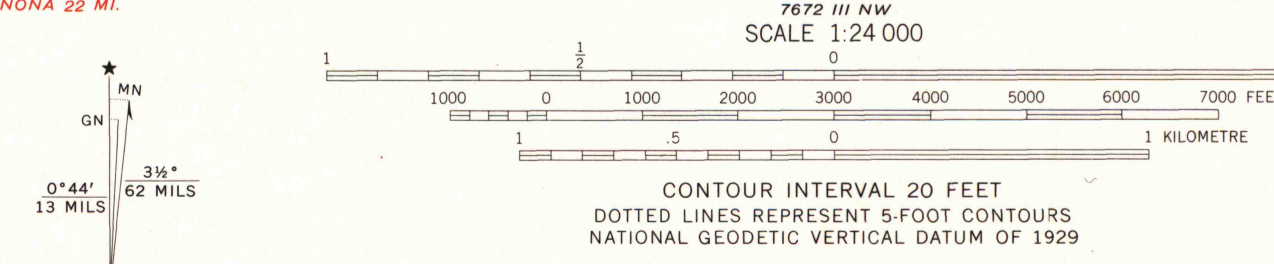 NONA 22 MI.
7672 III NW
SCALE 1:24 000
1 1/2 0
1000 0 1000 2000 3000 4000 5000 6000 7000 FEE
1 .5 0 1 KILOMETRE
MN
GN
3½°
62 MILS
0°44′
13 MILS
CONTOUR INTERVAL 20 FEET
DOTTED LINES REPRESENT 5-FOOT CONTOURS
NATIONAL GEODETIC VERTICAL DATUM OF 1929